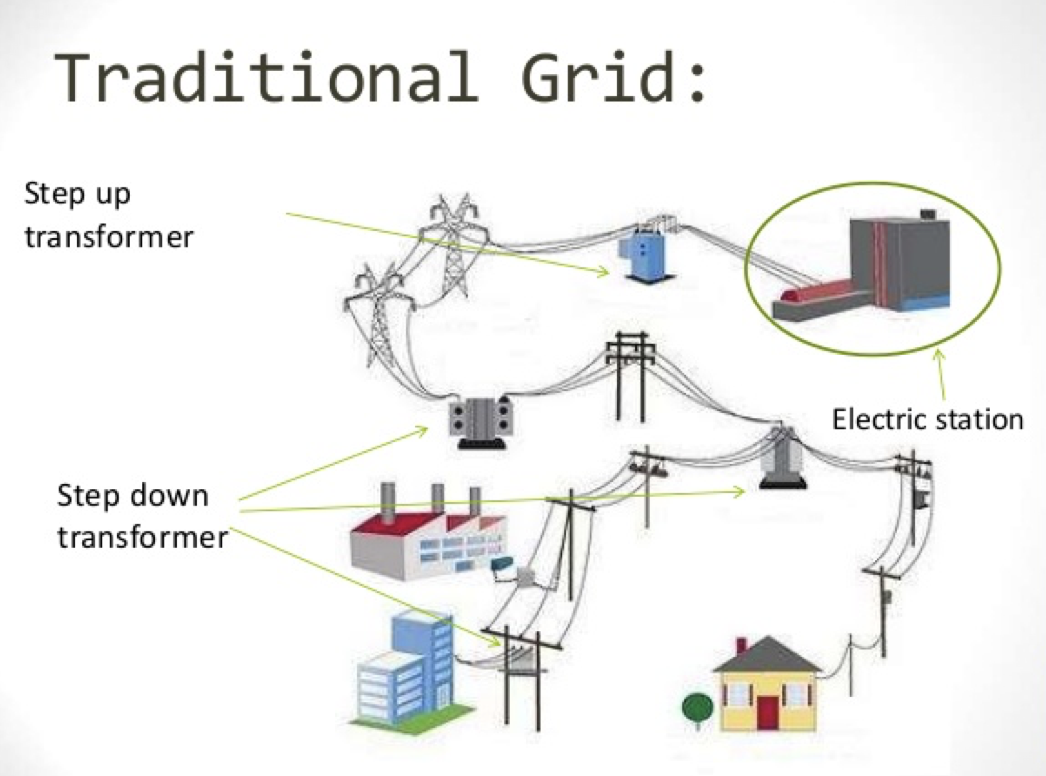 Traditional Grid:
Step up
transformer
Electric station
Step down
transformer